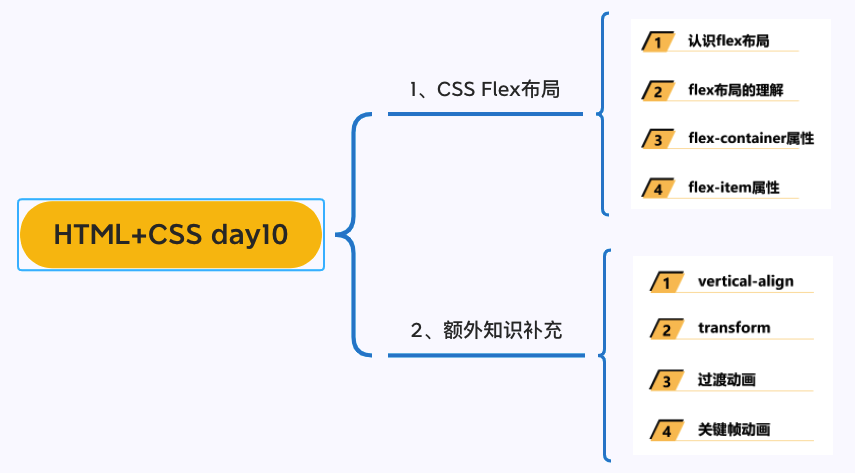 HTML+CSS day10
1、CSS Flex布局
1 认识flex布局
2 flex布局的理解
3 flex-container属性
4 flex-item属性
2、额外知识补充
1 vertical-align
2 transform
3 过渡动画
4 关键帧动画